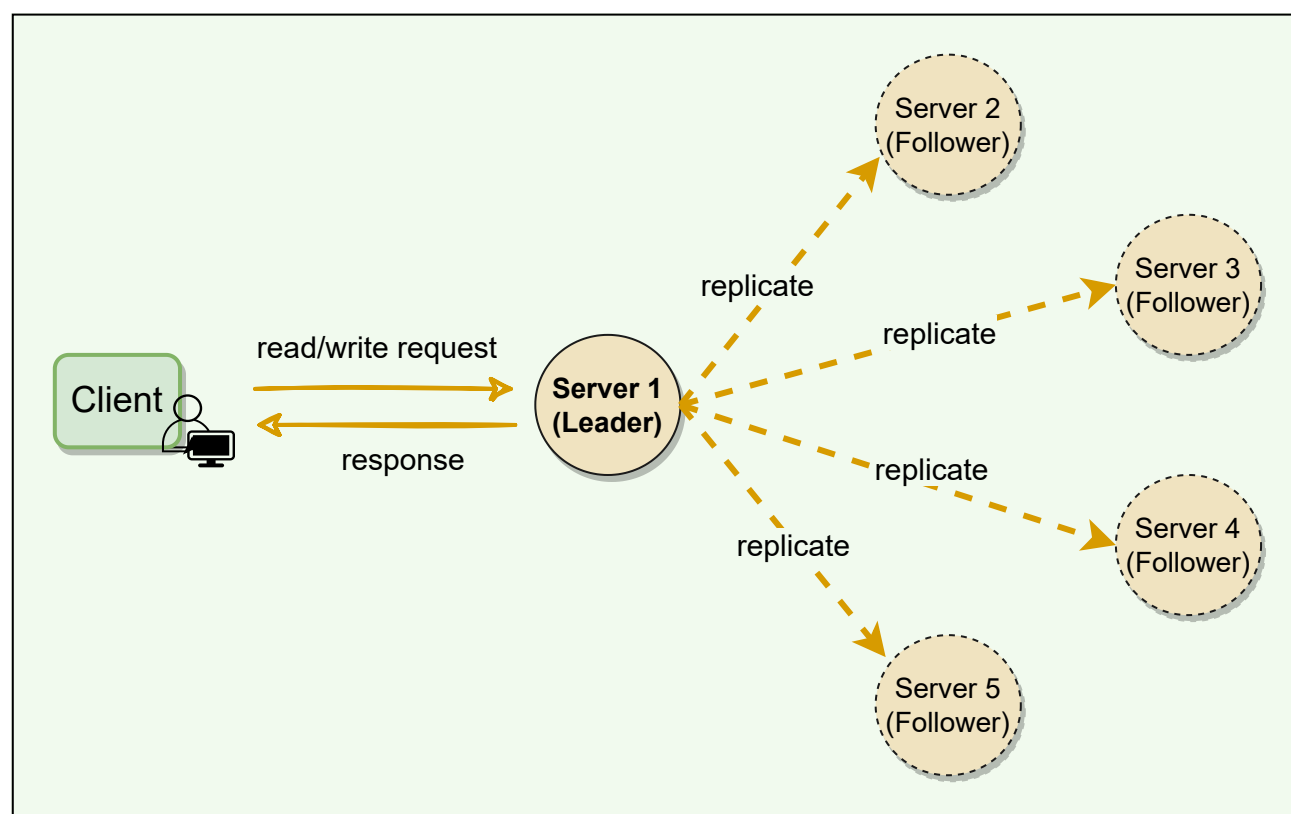 Server 2
(Follower)
Server 3
(Follower)
replicate
replicate
read/write request
Client
Server 1
(Leader)
response
replicate
replicate
Server 4
(Follower)
Server 5
(Follower)